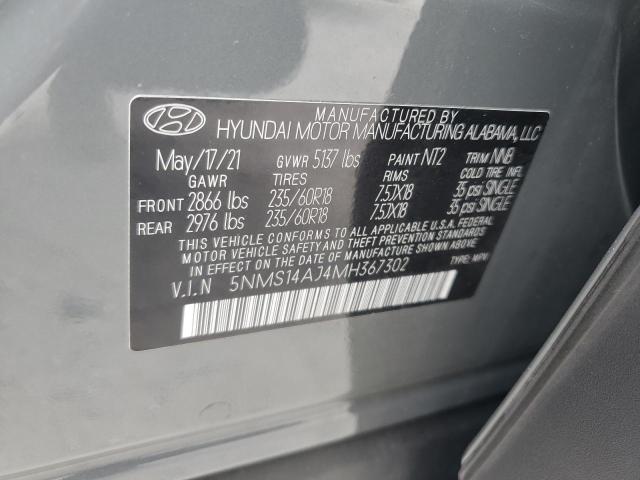 MANUFACTURED BY
HYUNDAI MOTOR MANUFACTURING ALABAMA, LLC
May/17/21 GVWR 5137 lbs PAINT NT2 TRIM NNB
GAWR TIRES RIMS COLD TIRE INFL
FRONT 2866 lbs 235/60R18 7.5JX18 35 psi SINGLE
REAR 2976 lbs 235/60R18 7.5JX18 35 psi SINGLE
THIS VEHICLE CONFORMS TO ALL APPLICABLE U.S.A. FEDERAL
MOTOR VEHICLE SAFETY AND THEFT PREVENTION STANDARDS
IN EFFECT ON THE DATE OF MANUFACTURE SHOWN ABOVE.
V.I.N 5NMS14AJ4MH367302 TYPE: MPV